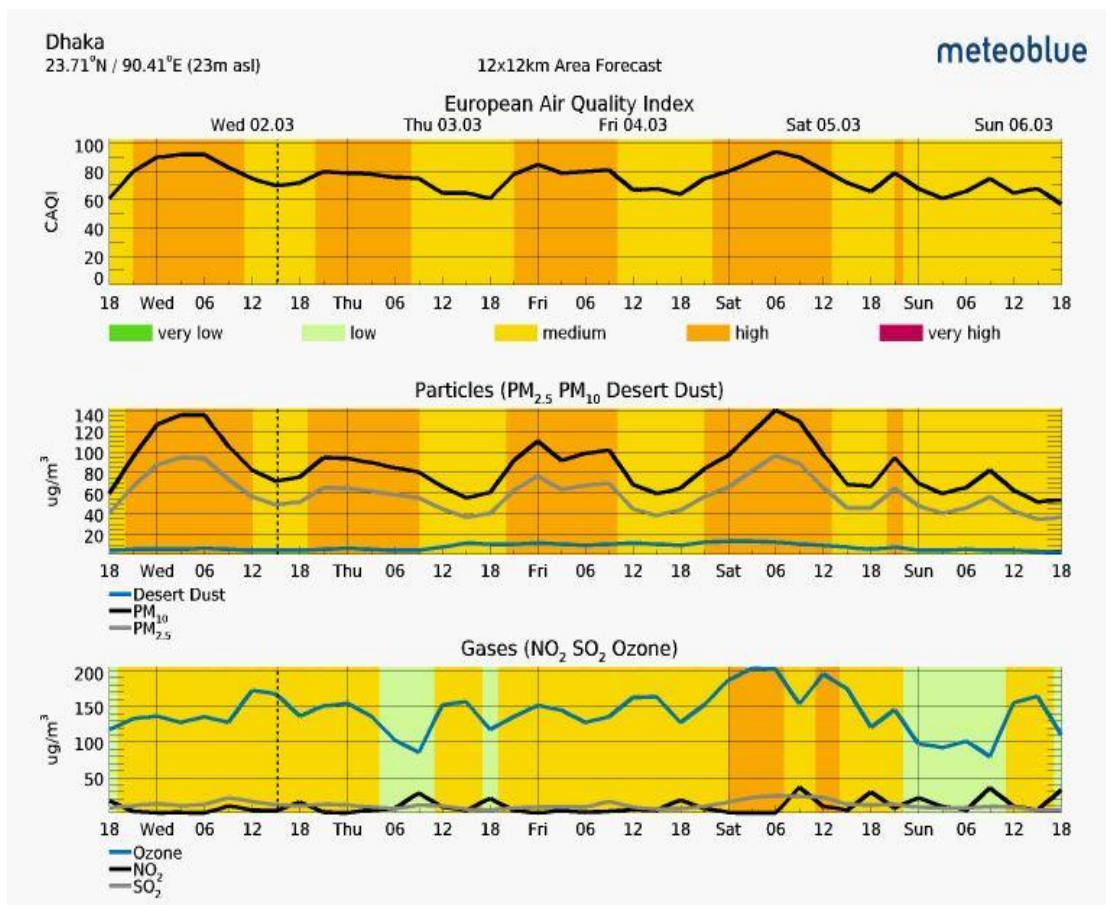 Dhaka
meteoblue
23.71°N / 90.41°E (23m asl) 12x12km Area Forecast
European Air Quality Index
Wed 02.03 Thu 03.03 Fri 04.03 Sat 05.03 Sun 06.03
100
80
60
40
20
0
CAQI
18 Wed 06 12 18 Thu 06 12 18 Fri 06 12 18 Sat 06 12 18 Sun 06 12 18
very low low medium high very high
Particles (PM2.5 PM10 Desert Dust)
140
120
100
80
60
40
20
ug/m³
18 Wed 06 12 18 Thu 06 12 18 Fri 06 12 18 Sat 06 12 18 Sun 06 12 18
Desert Dust
PM10
PM2.5
Gases (NO2 SO2 Ozone)
200
150
100
50
ug/m³
18 Wed 06 12 18 Thu 06 12 18 Fri 06 12 18 Sat 06 12 18 Sun 06 12 18
Ozone
NO2
SO2